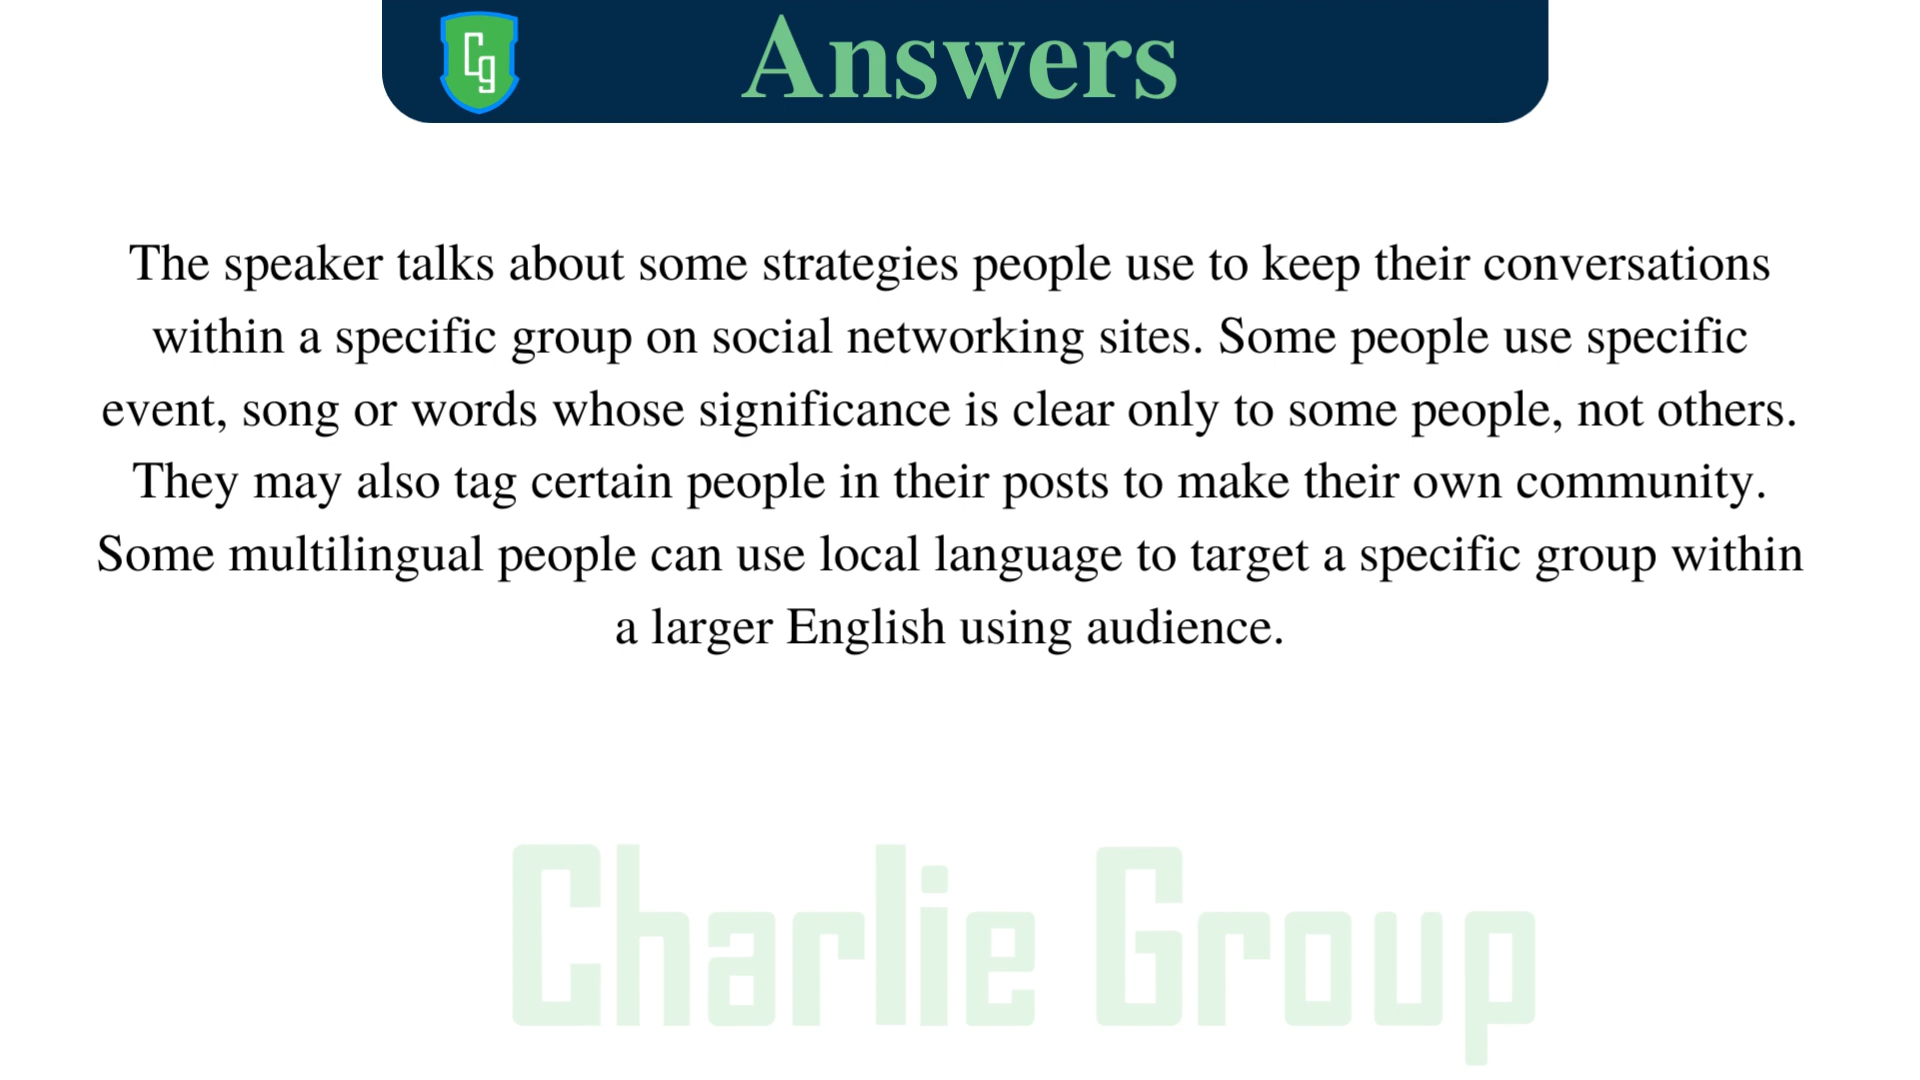 Cg
Answers
The speaker talks about some strategies people use to keep their conversations
within a specific group on social networking sites. Some people use specific
event, song or words whose significance is clear only to some people, not others.
They may also tag certain people in their posts to make their own community.
Some multilingual people can use local language to target a specific group within
a larger English using audience.
Charlie Group